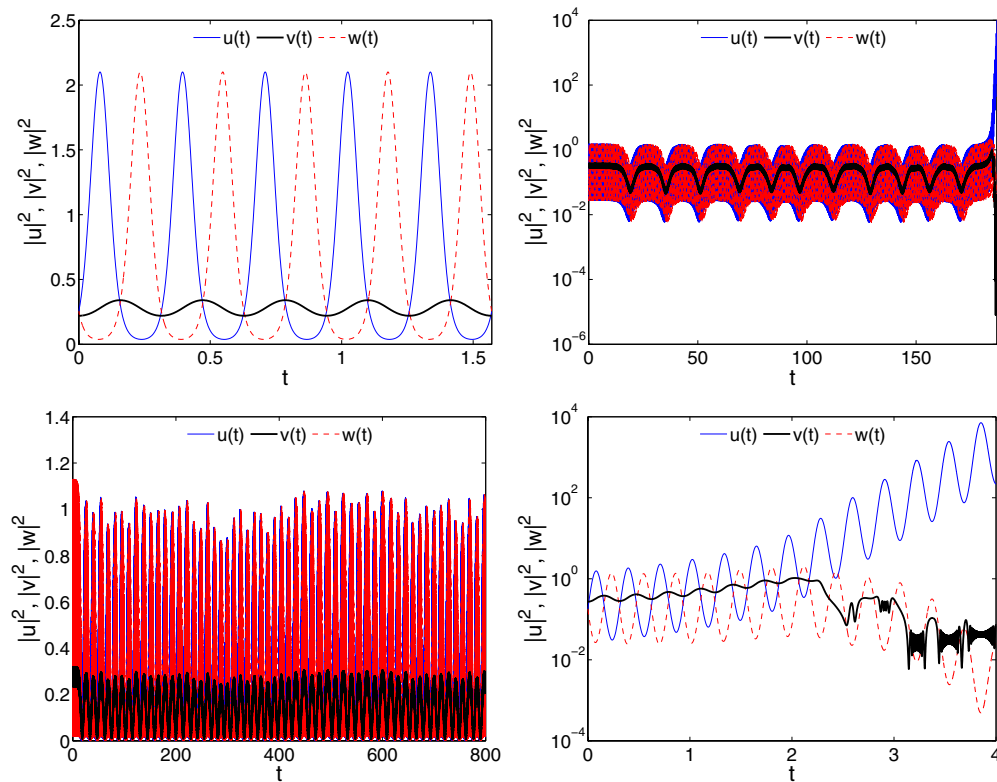 2.5
2
1.5
1
0.5
0
|u|², |v|², |w|²
u(t) v(t) w(t)
0 0.5 1 1.5
t
10⁴
10²
10⁰
10⁻²
10⁻⁴
10⁻⁶
|u|², |v|², |w|²
u(t) v(t) w(t)
0 50 100 150
t
1.4
1.2
1
0.8
0.6
0.4
0.2
0
|u|², |v|², |w|²
u(t) v(t) w(t)
0 200 400 600 800
t
10⁴
10²
10⁰
10⁻²
10⁻⁴
|u|², |v|², |w|²
u(t) v(t) w(t)
0 1 2 3 4
t